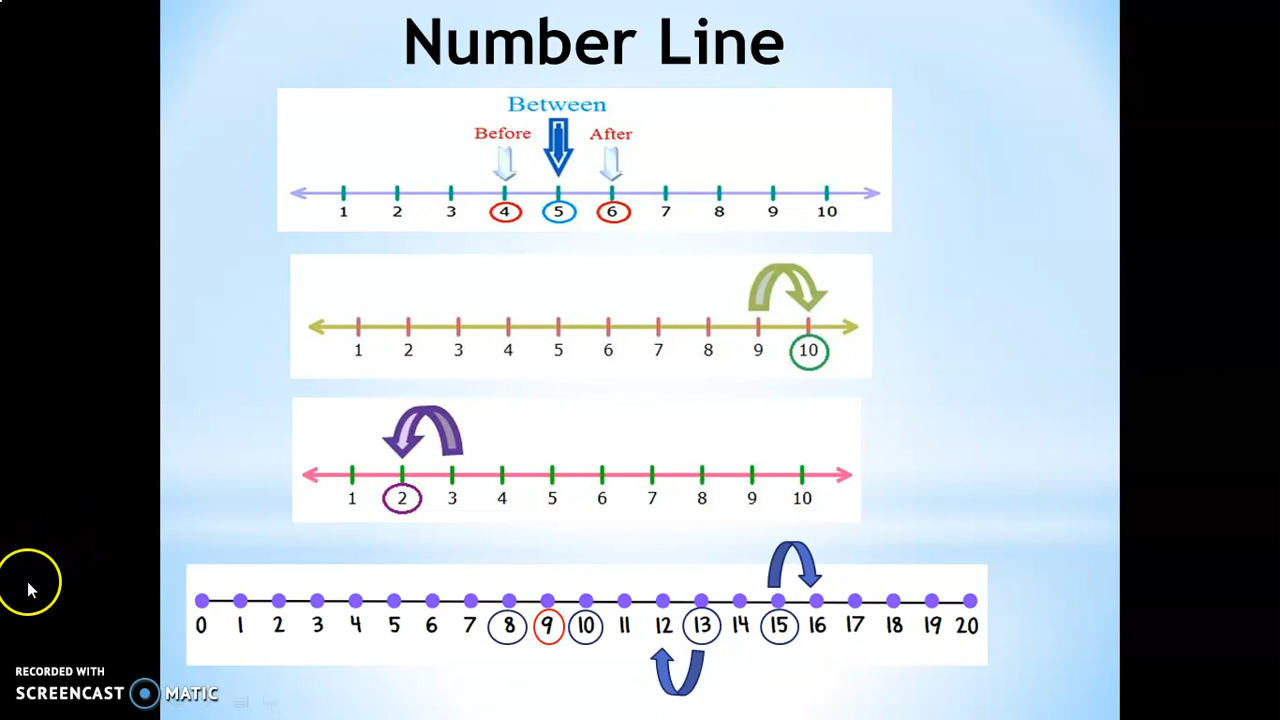 Number Line
Between
Before After
1 2 3 4 5 6 7 8 9 10
1 2 3 4 5 6 7 8 9 10
1 2 3 4 5 6 7 8 9 10
0 1 2 3 4 5 6 7 8 9 10 11 12 13 14 15 16 17 18 19 20
RECORDED WITH
SCREENCAST MATIC